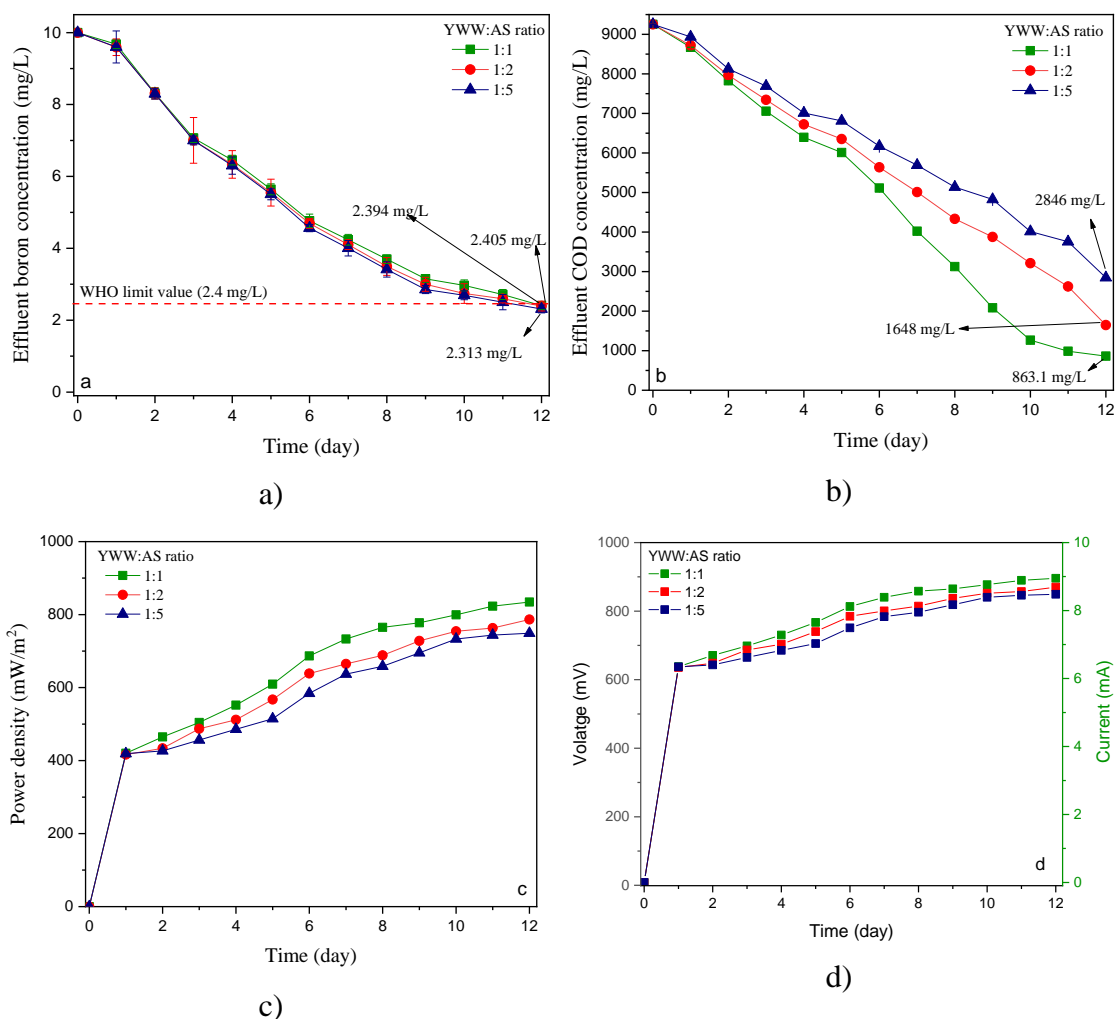 YWW:AS ratio
1:1
1:2
1:5
10
8
6
4
2
0
Effluent boron concentration (mg/L)
2.394 mg/L
2.405 mg/L
WHO limit value (2.4 mg/L)
2.313 mg/L
a
0 2 4 6 8 10 12
Time (day)
a)
YWW:AS ratio
1:1
1:2
1:5
9000
8000
7000
6000
5000
4000
3000
2000
1000
0
Effluent COD concentration (mg/L)
2846 mg/L
1648 mg/L
863.1 mg/L
b
0 2 4 6 8 10 12
Time (day)
b)
YWW:AS ratio
1:1
1:2
1:5
1000
800
600
400
200
0
Power density (mW/m²)
c
0 2 4 6 8 10 12
Time (day)
c)
YWW:AS ratio
1:1
1:2
1:5
1000
800
600
400
200
0
Volatge (mV)
10
8
6
4
2
0
Current (mA)
d
0 2 4 6 8 10 12
Time (day)
d)